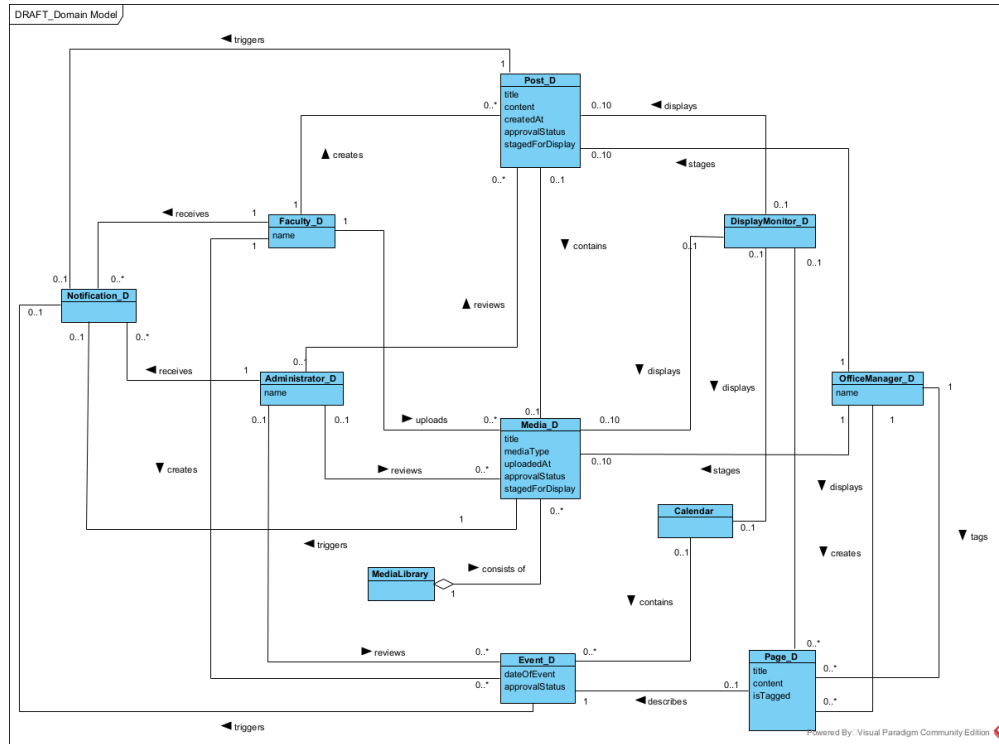 DRAFT_Domain Model
◄ triggers
1
Post_D
title
content
createdAt
approvalStatus
stagedForDisplay
0..*
0..10
◄ displays
0..10
◄ stages
▲ creates
0..*
0..1
1
◄ receives
1
Faculty_D
name
1
1
0..1
DisplayMonitor_D
0..1
0..1
0..1
▼ contains
0..1
0..*
Notification_D
0..1
0..1
0..*
▲ reviews
◄ receives
1
0..1
Administrator_D
name
0..1
0..1
▼ displays
▼ displays
1
OfficeManager_D
name
1
1
1
► uploads
0..*
0..1
Media_D
title
mediaType
uploadedAt
approvalStatus
stagedForDisplay
0..10
0..10
◄ stages
▼ creates
► reviews
0..*
▼ displays
1
0..*
Calendar
0..1
0..1
◄ triggers
▼ creates
▼ tags
MediaLibrary
► consists of
1
▼ contains
► reviews
0..*
0..*
Event_D
dateOfEvent
approvalStatus
0..*
1
0..*
Page_D
title
content
isTagged
0..*
0..1
◄ describes
0..*
◄ triggers
Powered By Visual Paradigm Community Edition